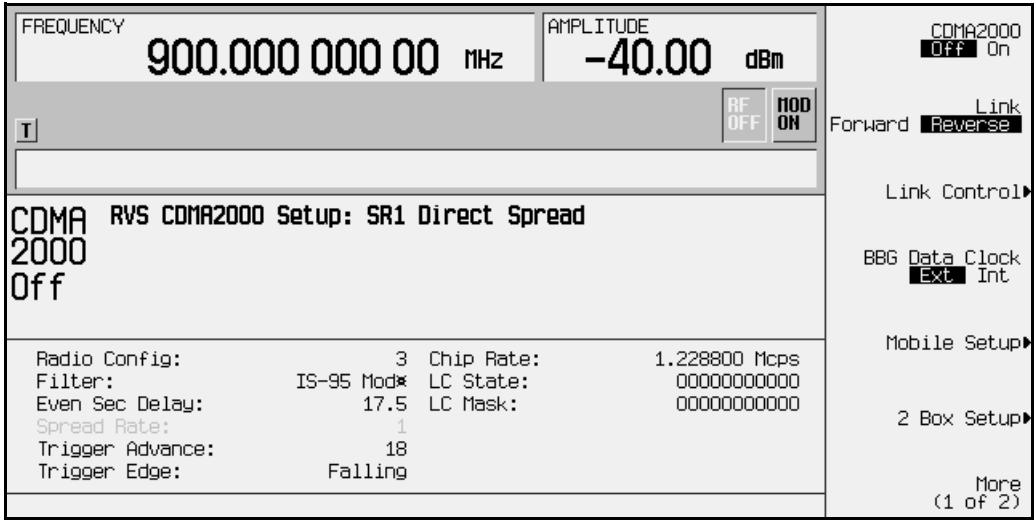 FREQUENCY
900.000 000 00 MHz
AMPLITUDE
-40.00 dBm
RF OFF
MOD ON
T
CDMA 2000 Off
RVS CDMA2000 Setup: SR1 Direct Spread
Radio Config: 3
Filter: IS-95 Mod¤
Even Sec Delay: 17.5
Spread Rate: 1
Trigger Advance: 18
Trigger Edge: Falling
Chip Rate: 1.228800 Mcps
LC State: 00000000000
LC Mask: 00000000000
CDMA2000
Off On
Link
Forward Reverse
Link Control▶
BBG Data Clock
Ext Int
Mobile Setup▶
2 Box Setup▶
More
(1 of 2)